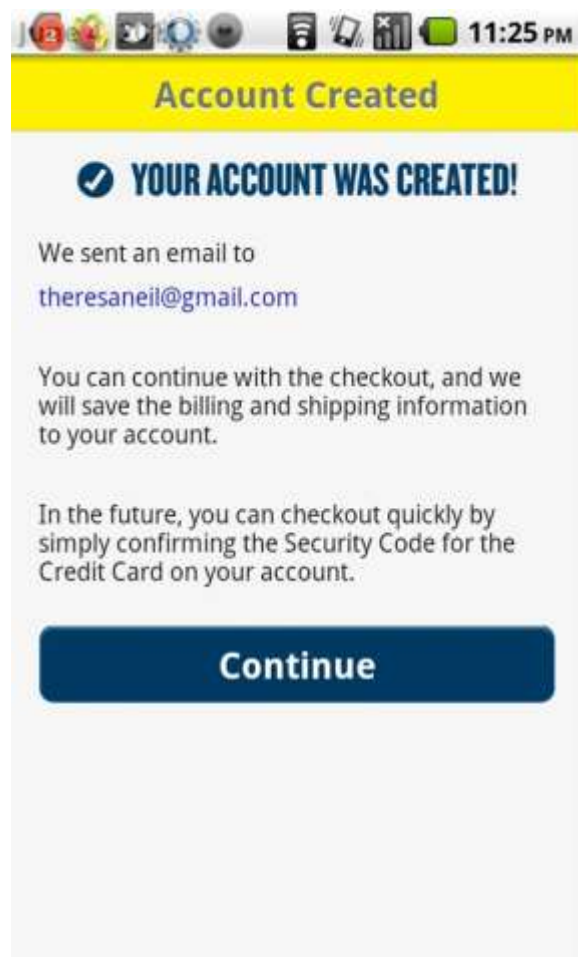 11:25 PM
Account Created
YOUR ACCOUNT WAS CREATED!
We sent an email to
theresaneil@gmail.com
You can continue with the checkout, and we
will save the billing and shipping information
to your account.
In the future, you can checkout quickly by
simply confirming the Security Code for the
Credit Card on your account.
Continue